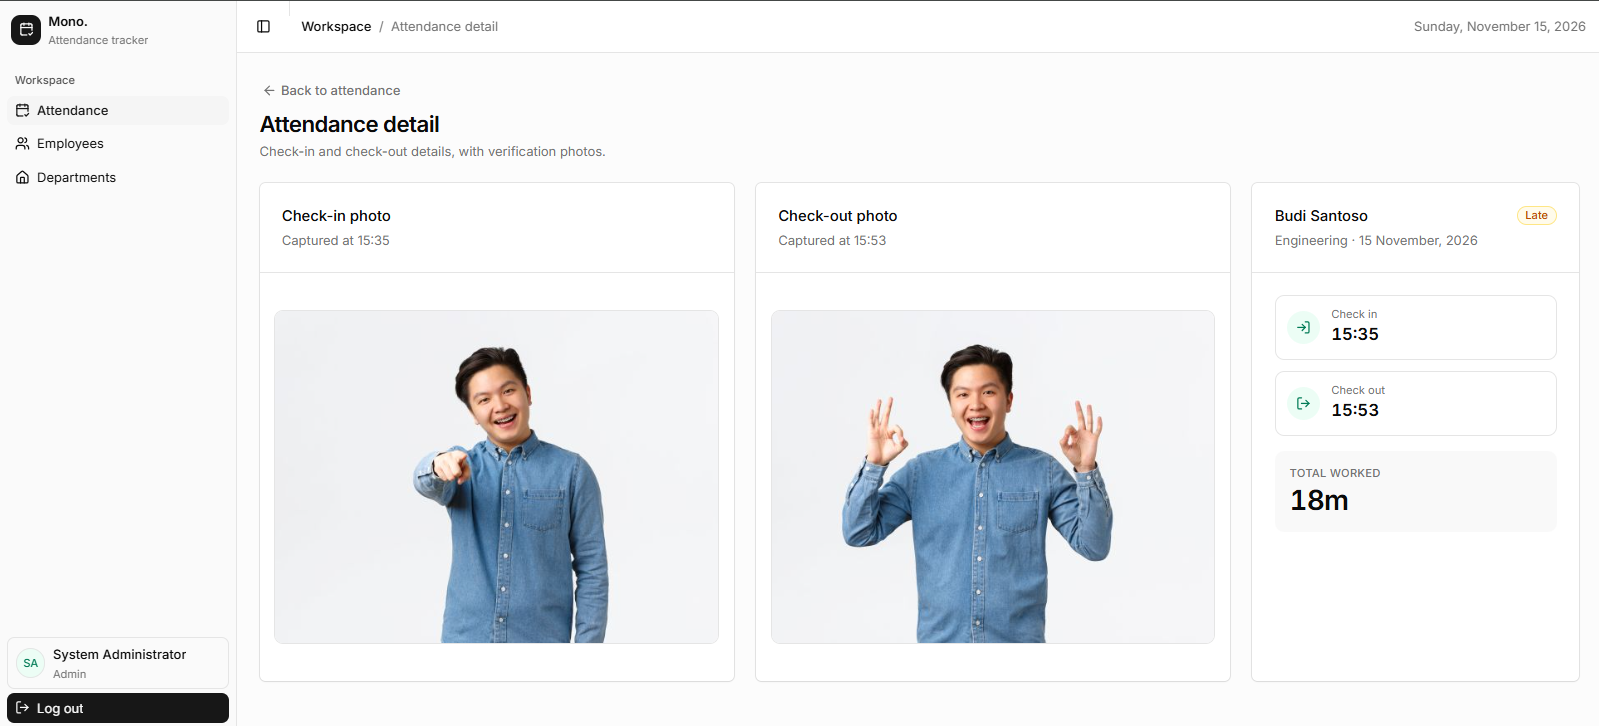 Mono.
Attendance tracker
Workspace
Attendance
Employees
Departments
System Administrator
SA
Admin
Log out
Workspace / Attendance detail
Sunday, November 15, 2026
Back to attendance
Attendance detail
Check-in and check-out details, with verification photos.
Check-in photo
Captured at 15:35
Check-out photo
Captured at 15:53
Budi Santoso
Late
Engineering · 15 November, 2026
Check in
15:35
Check out
15:53
TOTAL WORKED
18m